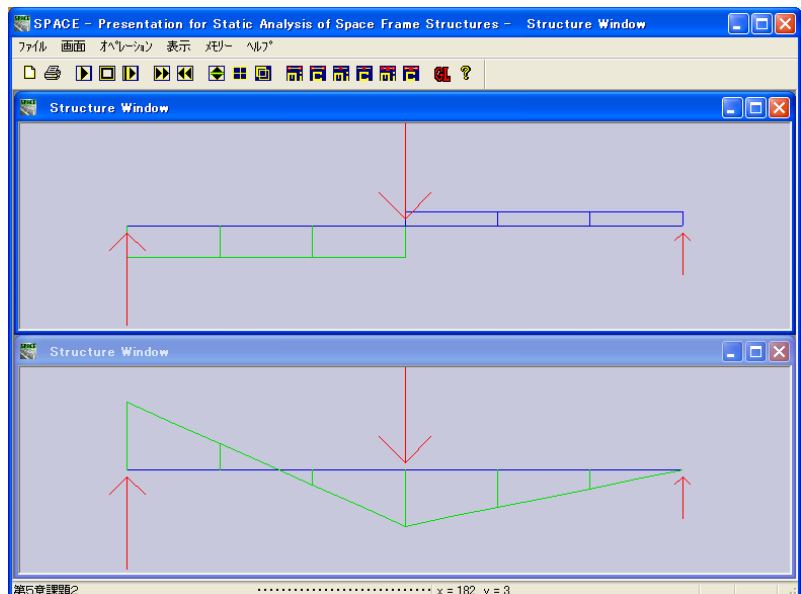 SPACE - Presentation for Static Analysis of Space Frame Structures - Structure Window
ファイル 画面 オペレーション 表示 メモリー ヘルプ
Structure Window
Structure Window
第5章課題2 x = 182 y = 3